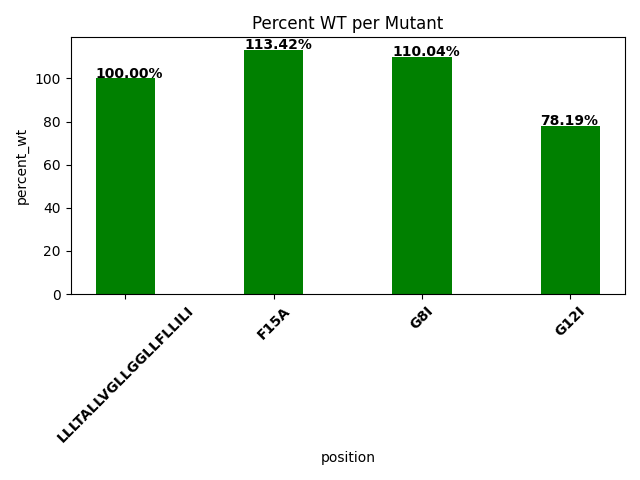 Percent WT per Mutant
100.00%
113.42%
110.04%
78.19%
percent_wt
100
80
60
40
20
0
LLLTALLVGLLGGLLFLLILI
F15A
G8I
G12I
position